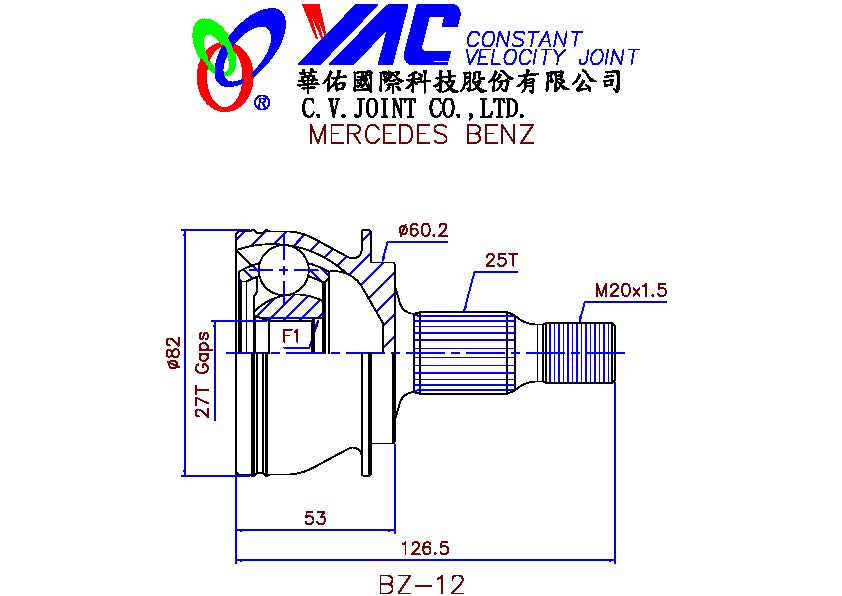 YAC CONSTANT
VELOCITY JOINT
華佑國際科技股份有限公司
®
C.V.JOINT CO.,LTD.
MERCEDES BENZ
ø60.2
25T
M20x1.5
F1
ø82
27T Gaps
53
126.5
BZ-12